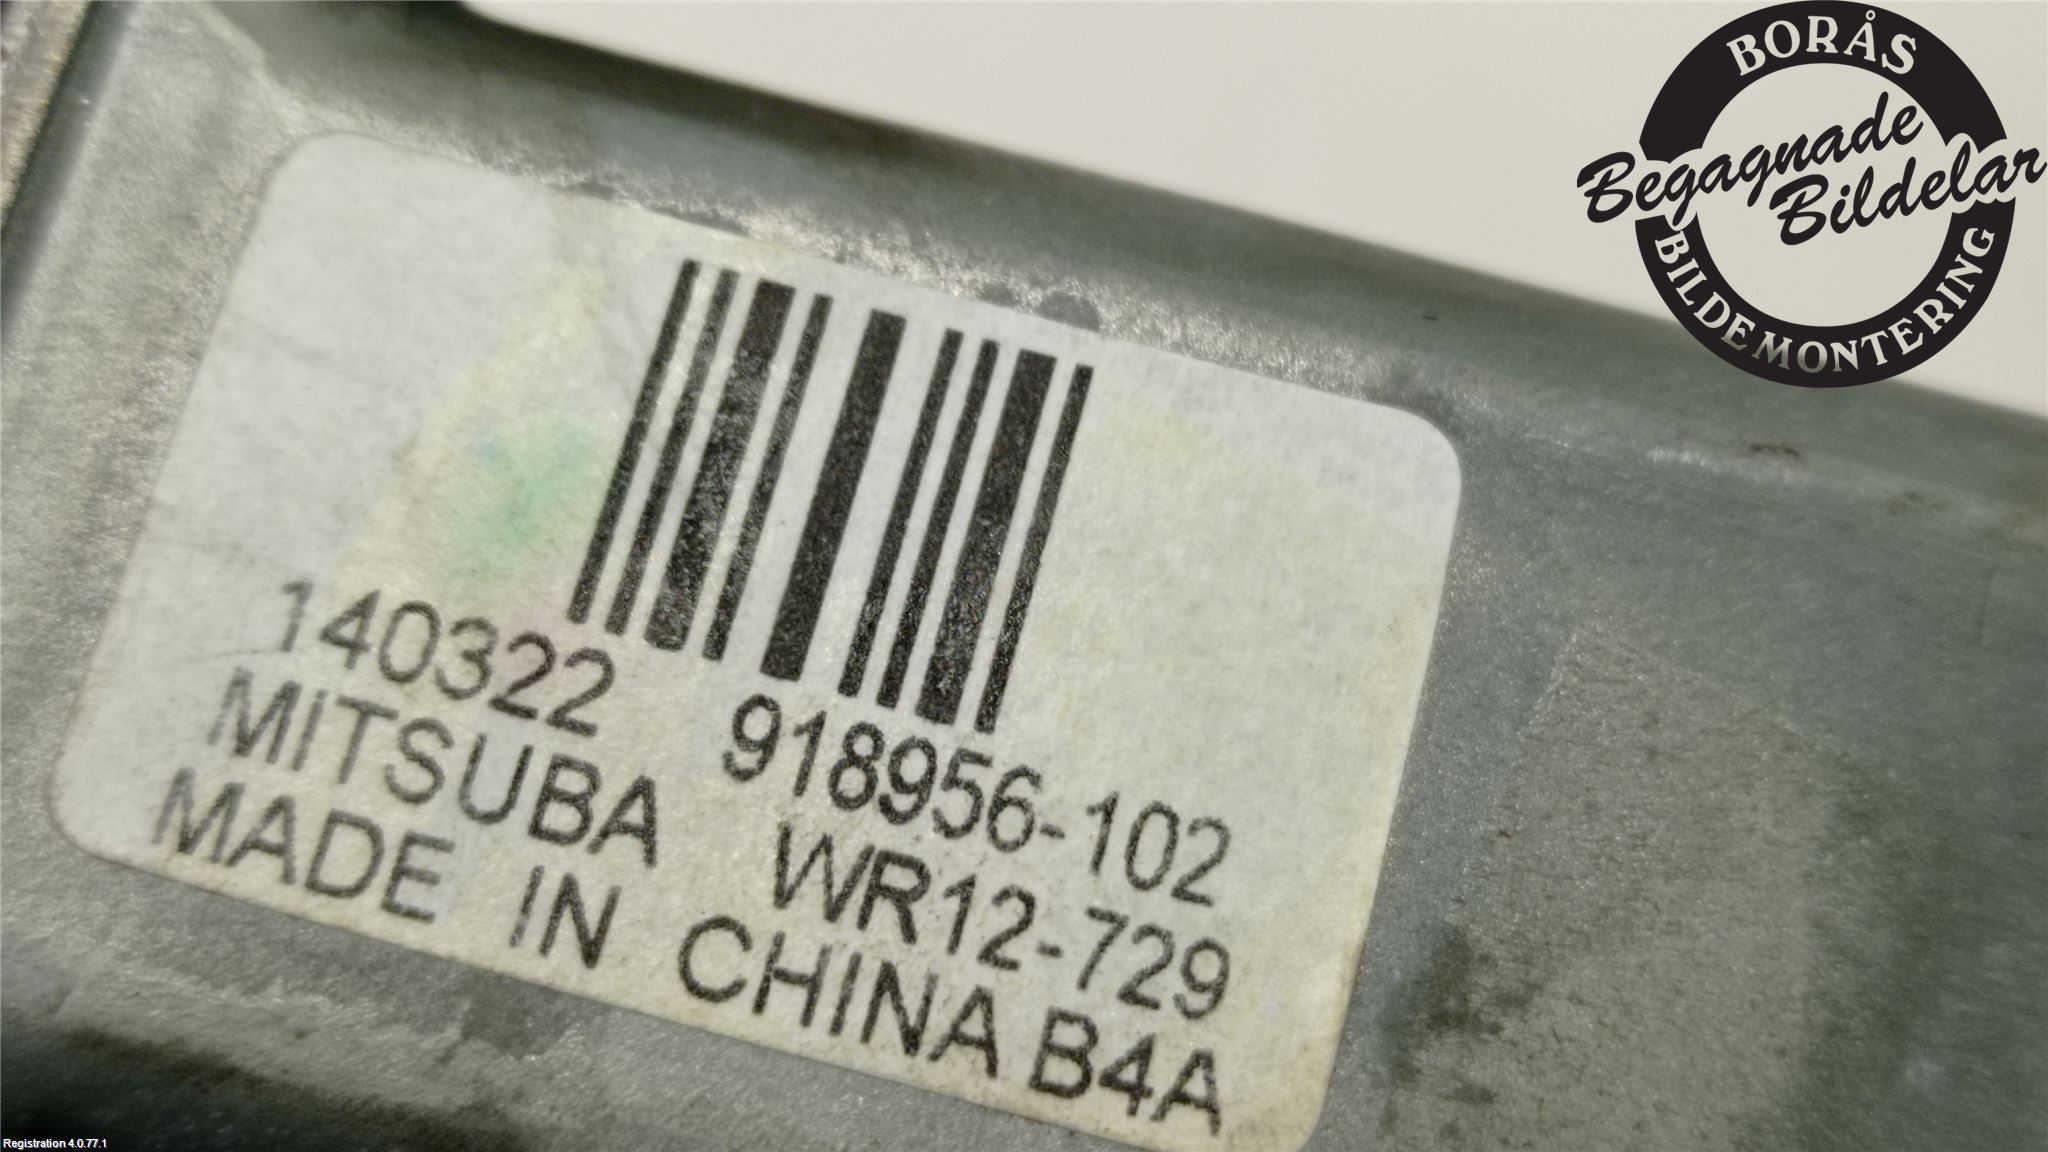 BORÅS
Begagnade
Bildelar
BILDEMONTERING
140322 918956-102
MITSUBA WR12-729
MADE IN CHINA B4A
Registration 4.0.77.1